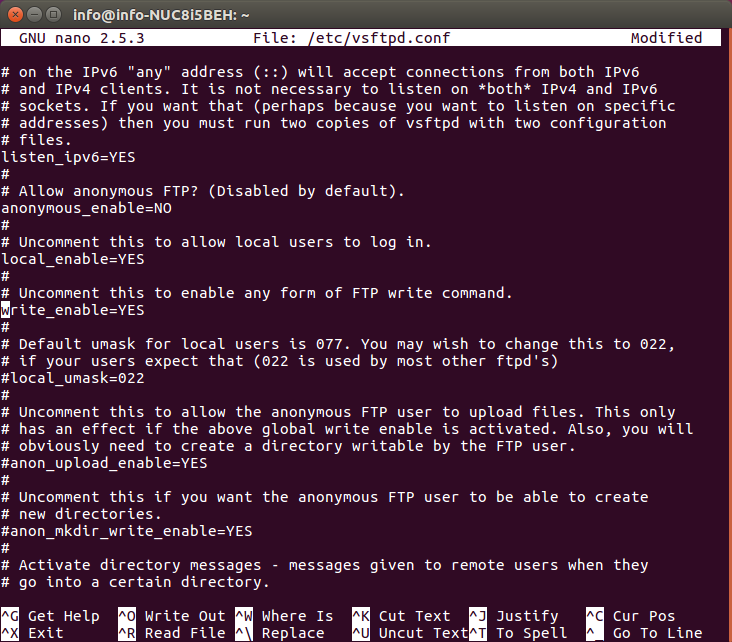 info@info-NUC8i5BEH: ~
GNU nano 2.5.3 File: /etc/vsftpd.conf Modified
# on the IPv6 "any" address (::) will accept connections from both IPv6
# and IPv4 clients. It is not necessary to listen on *both* IPv4 and IPv6
# sockets. If you want that (perhaps because you want to listen on specific
# addresses) then you must run two copies of vsftpd with two configuration
# files.
listen_ipv6=YES
#
# Allow anonymous FTP? (Disabled by default).
anonymous_enable=NO
#
# Uncomment this to allow local users to log in.
local_enable=YES
#
# Uncomment this to enable any form of FTP write command.
write_enable=YES
#
# Default umask for local users is 077. You may wish to change this to 022,
# if your users expect that (022 is used by most other ftpd's)
#local_umask=022
#
# Uncomment this to allow the anonymous FTP user to upload files. This only
# has an effect if the above global write enable is activated. Also, you will
# obviously need to create a directory writable by the FTP user.
#anon_upload_enable=YES
#
# Uncomment this if you want the anonymous FTP user to be able to create
# new directories.
#anon_mkdir_write_enable=YES
#
# Activate directory messages - messages given to remote users when they
# go into a certain directory.
^G Get Help ^O Write Out ^W Where Is ^K Cut Text ^J Justify ^C Cur Pos
^X Exit ^R Read File ^\ Replace ^U Uncut Text ^T To Spell ^_ Go To Line